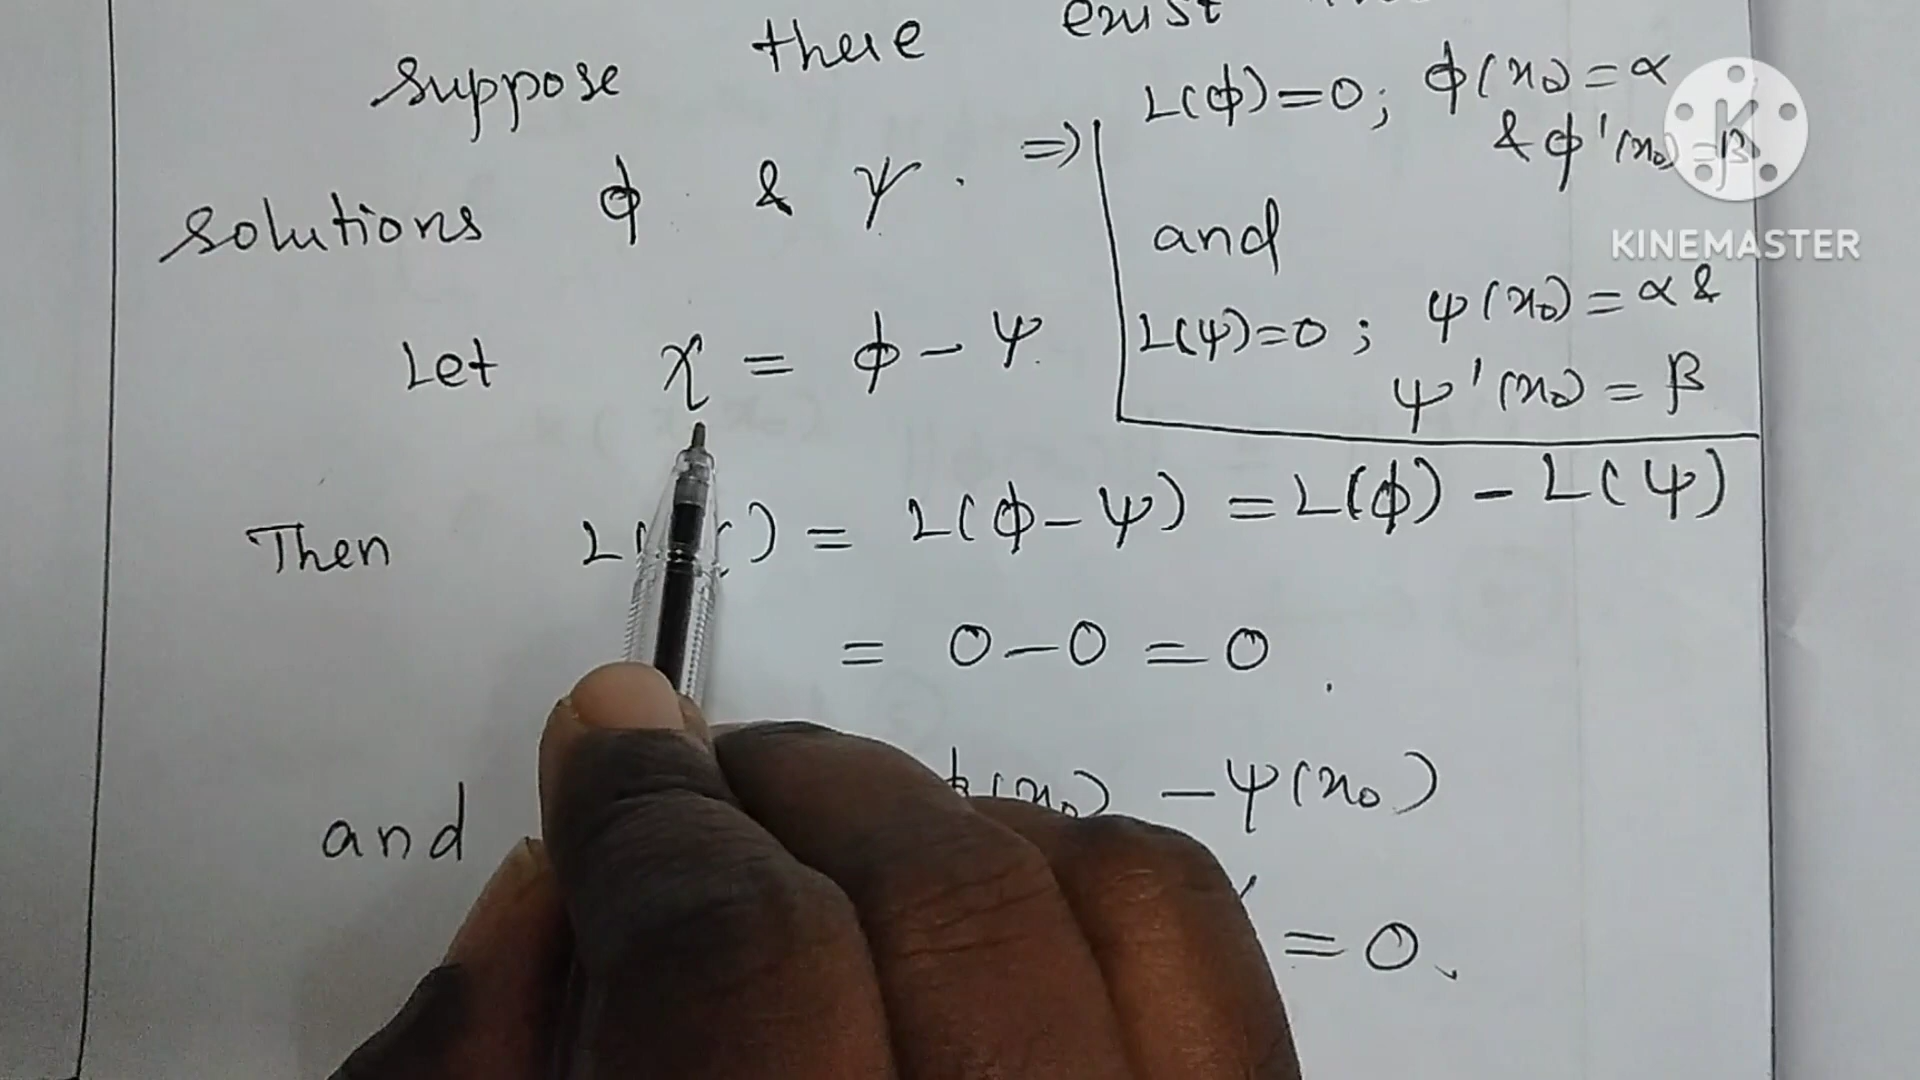 suppose there exist
L(ϕ)=0; ϕ(x₀)=α
& ϕ'(x₀)=β
solutions ϕ & ψ. ⇒
and
KINEMASTER
L(ψ)=0; ψ(x₀)=α &
ψ'(x₀)=β
Let χ = ϕ-ψ.
Then L( ) = L(ϕ-ψ) = L(ϕ) - L(ψ)
= 0-0 = 0.
and ϕ(x₀) - ψ(x₀)
= 0.